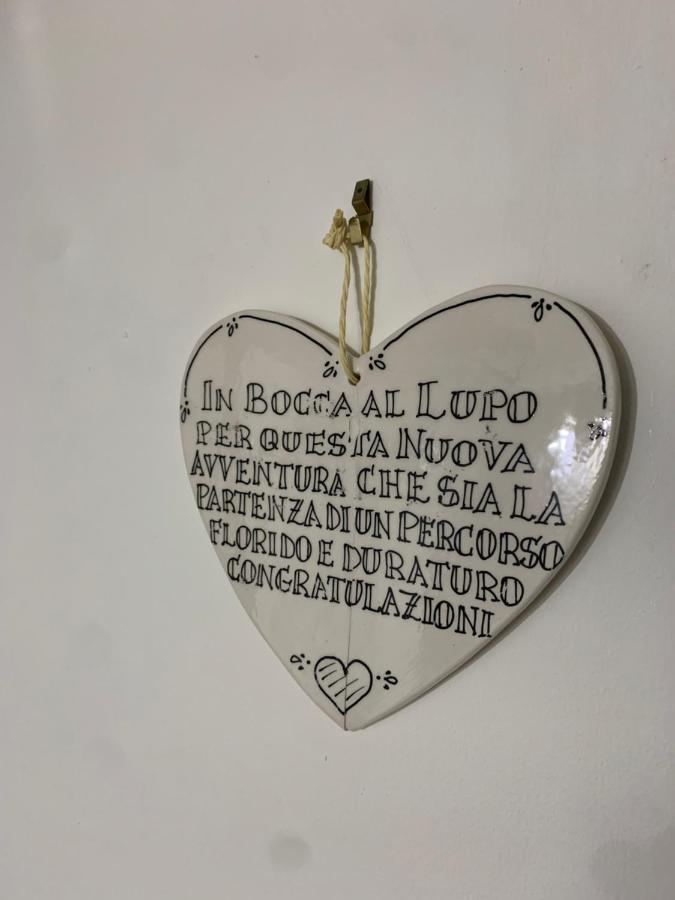 In Bocca al Lupo
per questa Nuova
avventura che sia la
partenza di un percorso
florido e duraturo
congratulazioni